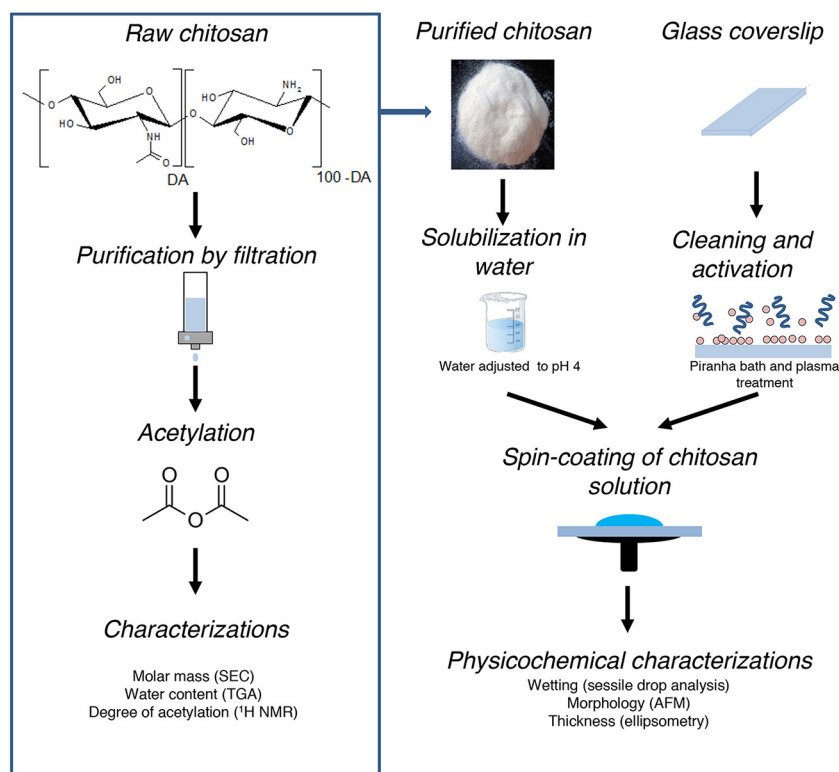 Raw chitosan
OH
O
O
HO
NH
O
DA
O
HO
NH2
O
OH
100 -DA
Purification by filtration
Acetylation
O
O
O
Characterizations
Molar mass (SEC)
Water content (TGA)
Degree of acetylation (¹H NMR)
Purified chitosan
Solubilization in
water
Water adjusted to pH 4
Glass coverslip
Cleaning and
activation
Piranha bath and plasma
treatment
Spin-coating of chitosan
solution
Physicochemical characterizations
Wetting (sessile drop analysis)
Morphology (AFM)
Thickness (ellipsometry)